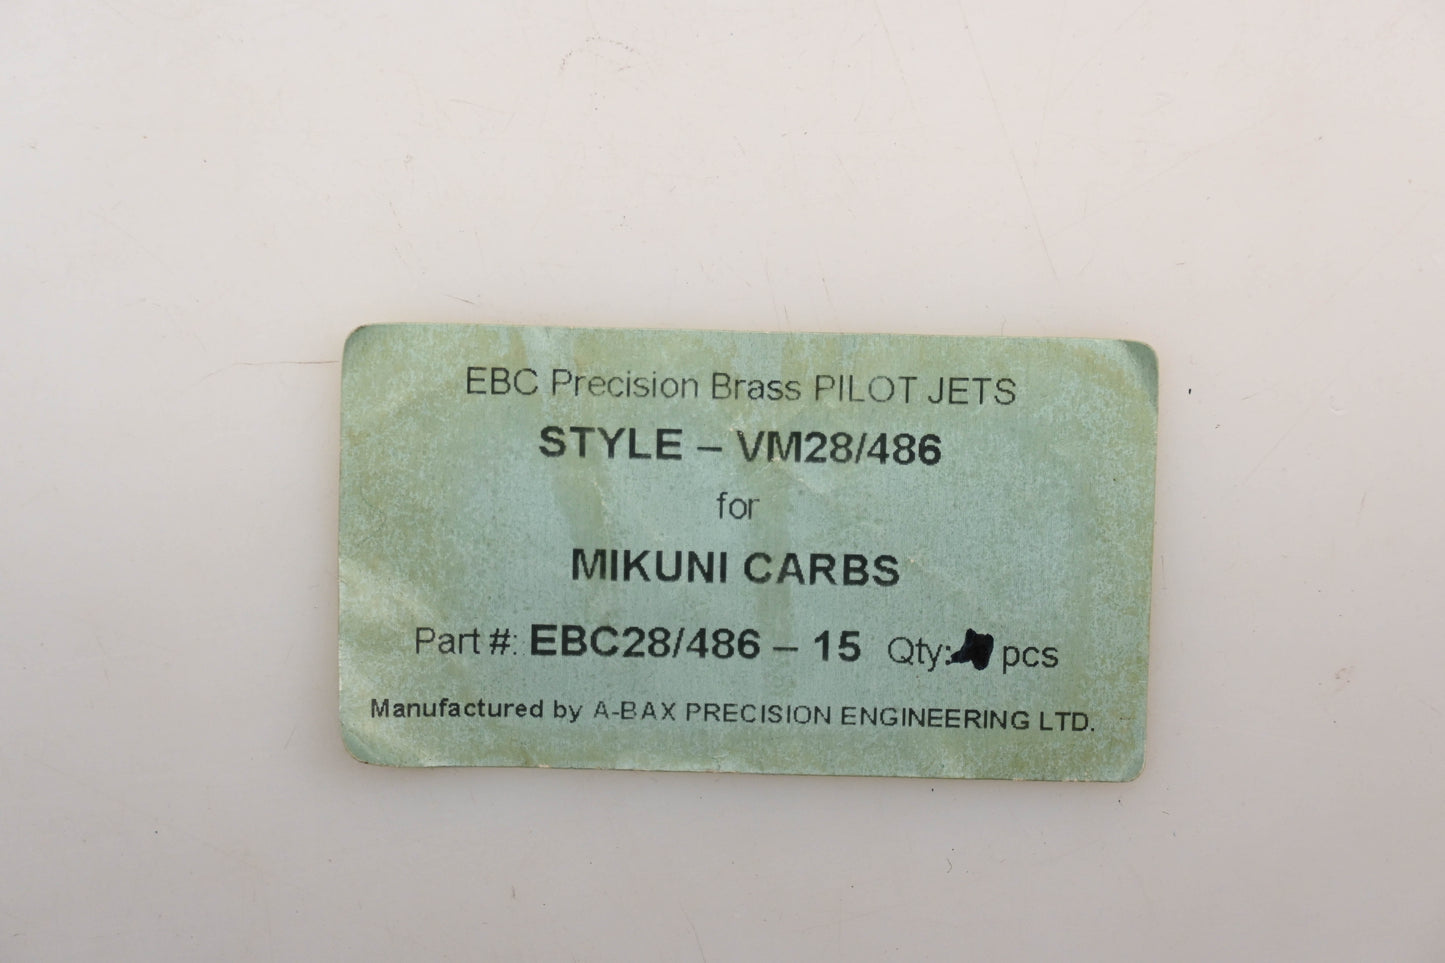 EBC Precision Brass PILOT JETS
STYLE – VM28/486
for
MIKUNI CARBS
Part #: EBC28/486 – 15 Qty: pcs
Manufactured by A-BAX PRECISION ENGINEERING LTD.